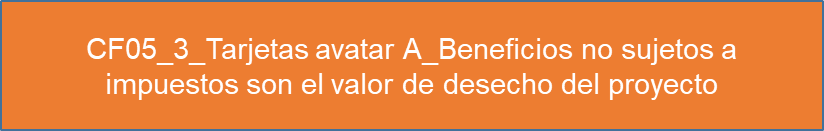 CF05_3_Tarjetas avatar A_Beneficios no sujetos a
impuestos son el valor de desecho del proyecto